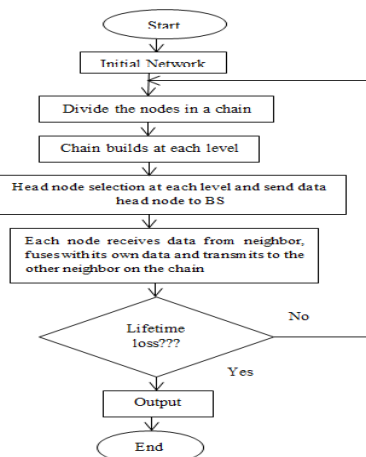 Start
Initial Network
Divide the nodes in a chain
Chain builds at each level
Head node selection at each level and send data
head node to BS
Each node receives data from neighbor,
fuses with its own data and transmits to the
other neighbor on the chain
Lifetime
loss???
No
Yes
Output
End